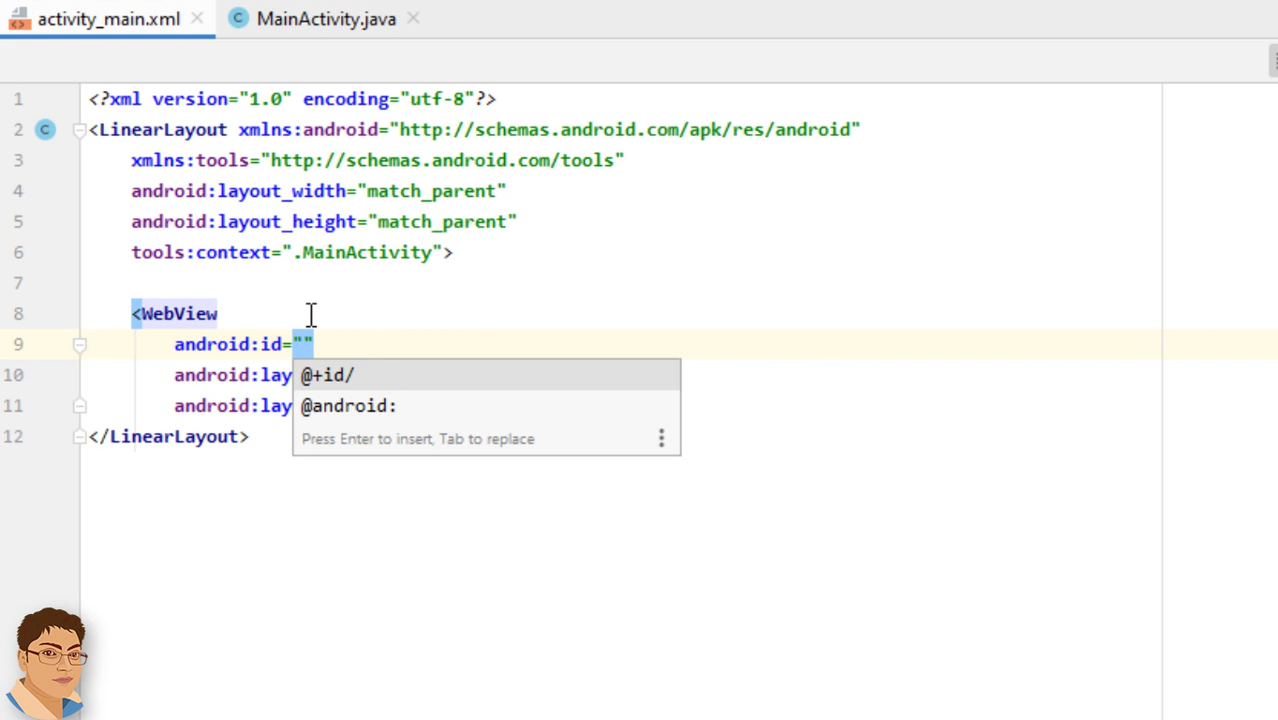 activity_main.xml
MainActivity.java
1 <?xml version="1.0" encoding="utf-8"?>
2 <LinearLayout xmlns:android="http://schemas.android.com/apk/res/android"
3 xmlns:tools="http://schemas.android.com/tools"
4 android:layout_width="match_parent"
5 android:layout_height="match_parent"
6 tools:context=".MainActivity">
7
8 <WebView
9 android:id=""
10 android:lay
@+id/
11 android:lay
@android:
12 </LinearLayout>
Press Enter to insert, Tab to replace